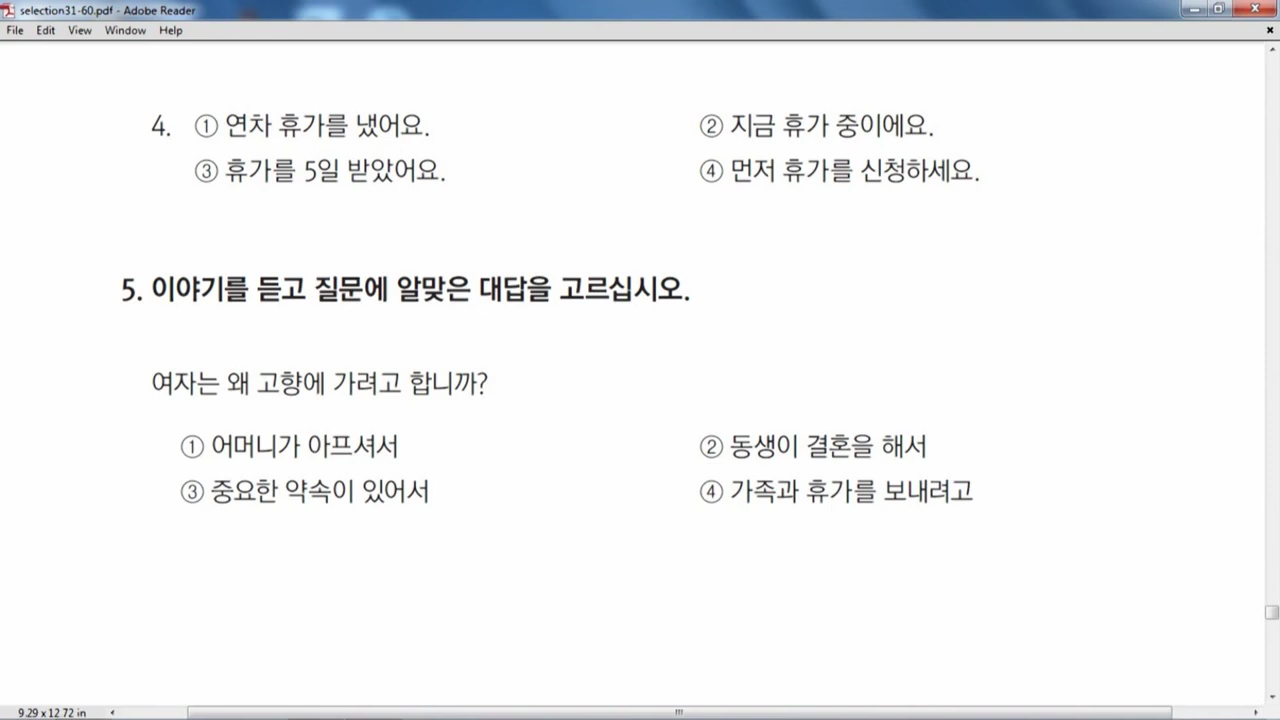 selection31-60.pdf - Adobe Reader
File Edit View Window Help
4. ① 연차 휴가를 냈어요. ② 지금 휴가 중이에요.
③ 휴가를 5일 받았어요. ④ 먼저 휴가를 신청하세요.
5. 이야기를 듣고 질문에 알맞은 대답을 고르십시오.
여자는 왜 고향에 가려고 합니까?
① 어머니가 아프셔서 ② 동생이 결혼을 해서
③ 중요한 약속이 있어서 ④ 가족과 휴가를 보내려고
9.29 x 12.72 in